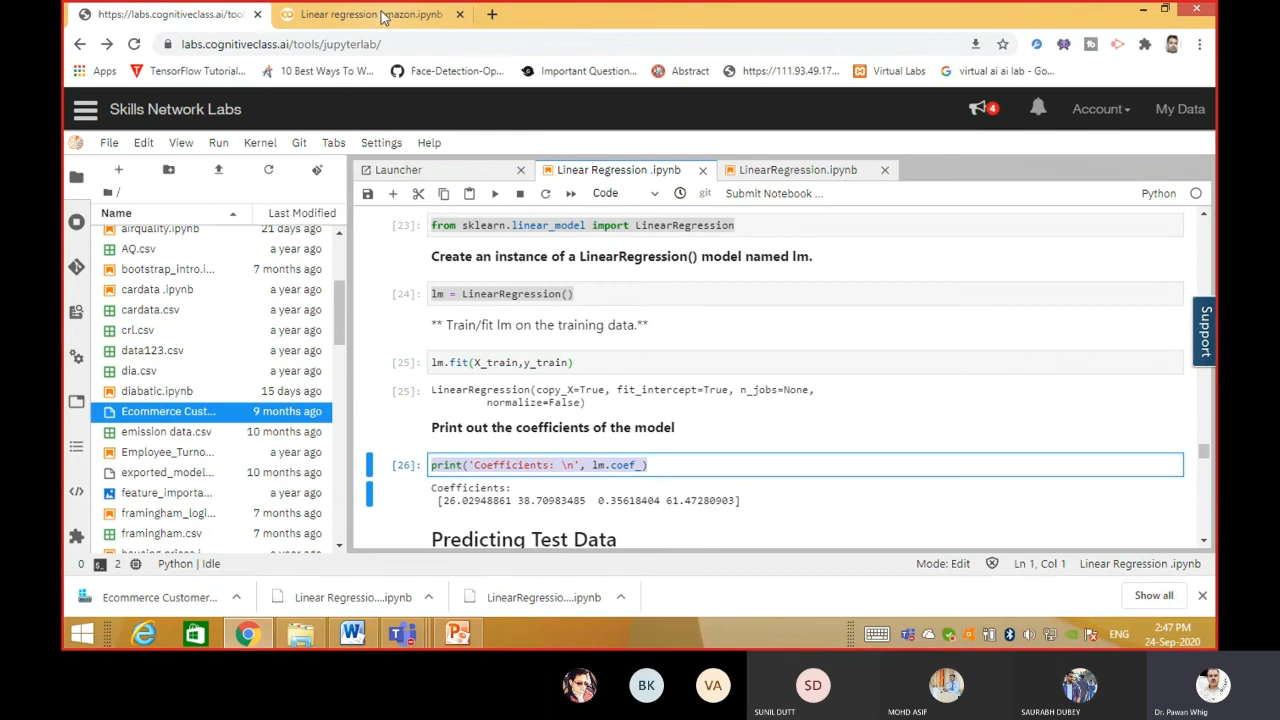 https://labs.cognitiveclass.ai/tool
Linear regression amazon.ipynb
labs.cognitiveclass.ai/tools/jupyterlab/
Apps
TensorFlow Tutorial...
10 Best Ways To W...
Face-Detection-Op...
Important Question...
Abstract
https://111.93.49.17...
Virtual Labs
virtual ai ai lab - Go...
Skills Network Labs
4
Account
My Data
File Edit View Run Kernel Git Tabs Settings Help
Launcher
Linear Regression .ipynb
LinearRegression.ipynb
/
Code
git
Submit Notebook ...
Python
Name
Last Modified
airquality.ipynb 21 days ago
AQ.csv a year ago
bootstrap_intro.i... 7 months ago
cardata .ipynb a year ago
cardata.csv a year ago
crl.csv a year ago
data123.csv a year ago
dia.csv a year ago
diabatic.ipynb 15 days ago
Ecommerce Cust... 9 months ago
emission data.csv 10 months ago
Employee_Turno... a year ago
exported_model... 10 months ago
feature_importa... a year ago
framingham_logi... 7 months ago
framingham.csv 7 months ago
a year ago
[23]: from sklearn.linear_model import LinearRegression
Create an instance of a LinearRegression() model named lm.
[24]: lm = LinearRegression()
** Train/fit lm on the training data.**
[25]: lm.fit(X_train,y_train)
[25]: LinearRegression(copy_X=True, fit_intercept=True, n_jobs=None,
normalize=False)
Print out the coefficients of the model
[26]: print('Coefficients: \n', lm.coef_)
Coefficients:
[26.02948861 38.70983485 0.35618404 61.47280903]
Predicting Test Data
Support
0
2
Python | Idle
Mode: Edit
Ln 1, Col 1
Linear Regression .ipynb
Ecommerce Customer...
Linear Regressio....ipynb
LinearRegressio....ipynb
Show all
ENG
2:47 PM
24-Sep-2020
BK
VA
SD
SUNIL DUTT
MOHD ASIF
SAURABH DUBEY
Dr. Pawan Whig